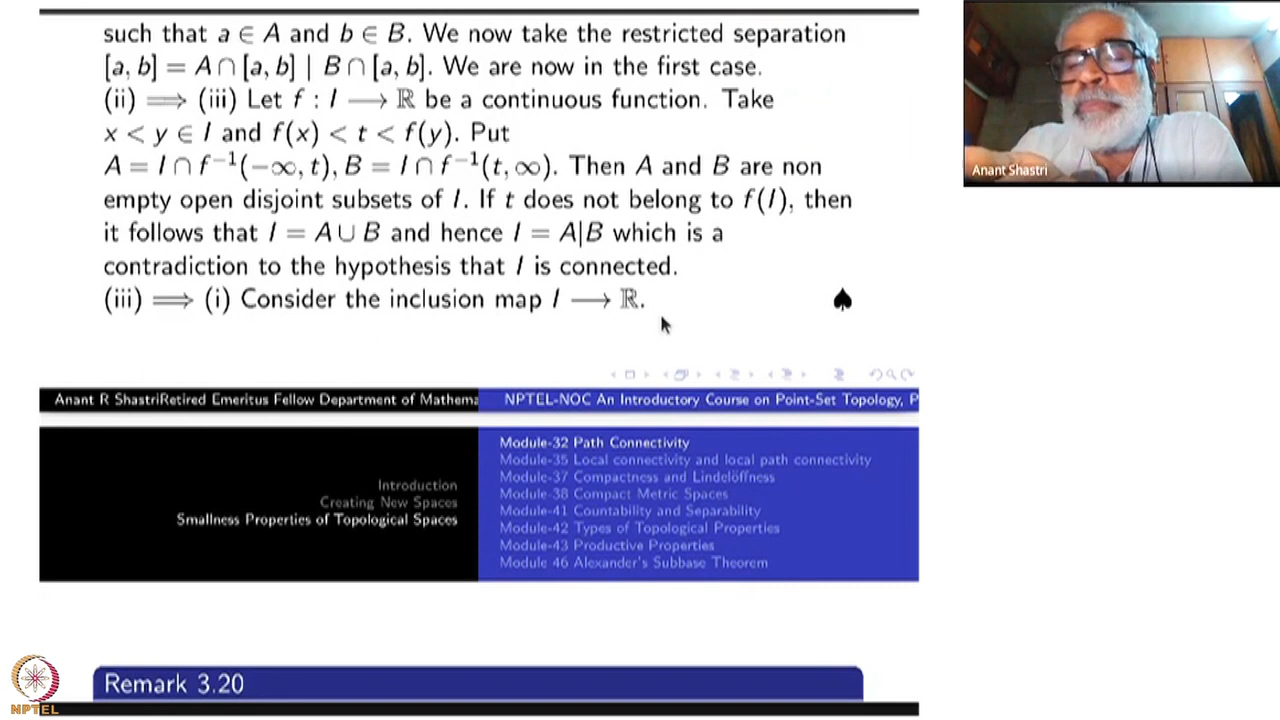 such that a ∈ A and b ∈ B. We now take the restricted separation
[a, b] = A ∩ [a, b] | B ∩ [a, b]. We are now in the first case.
(ii) ⟹ (iii) Let f : I ⟶ ℝ be a continuous function. Take
x < y ∈ I and f(x) < t < f(y). Put
A = I ∩ f⁻¹(−∞, t), B = I ∩ f⁻¹(t, ∞). Then A and B are non
empty open disjoint subsets of I. If t does not belong to f(I), then
it follows that I = A ∪ B and hence I = A|B which is a
contradiction to the hypothesis that I is connected.
(iii) ⟹ (i) Consider the inclusion map I ⟶ ℝ. ♠
Anant Shastri
Anant R ShastriRetired Emeritus Fellow Department of Mathema
NPTEL-NOC An Introductory Course on Point-Set Topology, P
Introduction
Creating New Spaces
Smallness Properties of Topological Spaces
Module-32 Path Connectivity
Module-35 Local connectivity and local path connectivity
Module-37 Compactness and Lindelöffness
Module-38 Compact Metric Spaces
Module-41 Countability and Separability
Module-42 Types of Topological Properties
Module-43 Productive Properties
Module 46 Alexander's Subbase Theorem
Remark 3.20
NPTEL